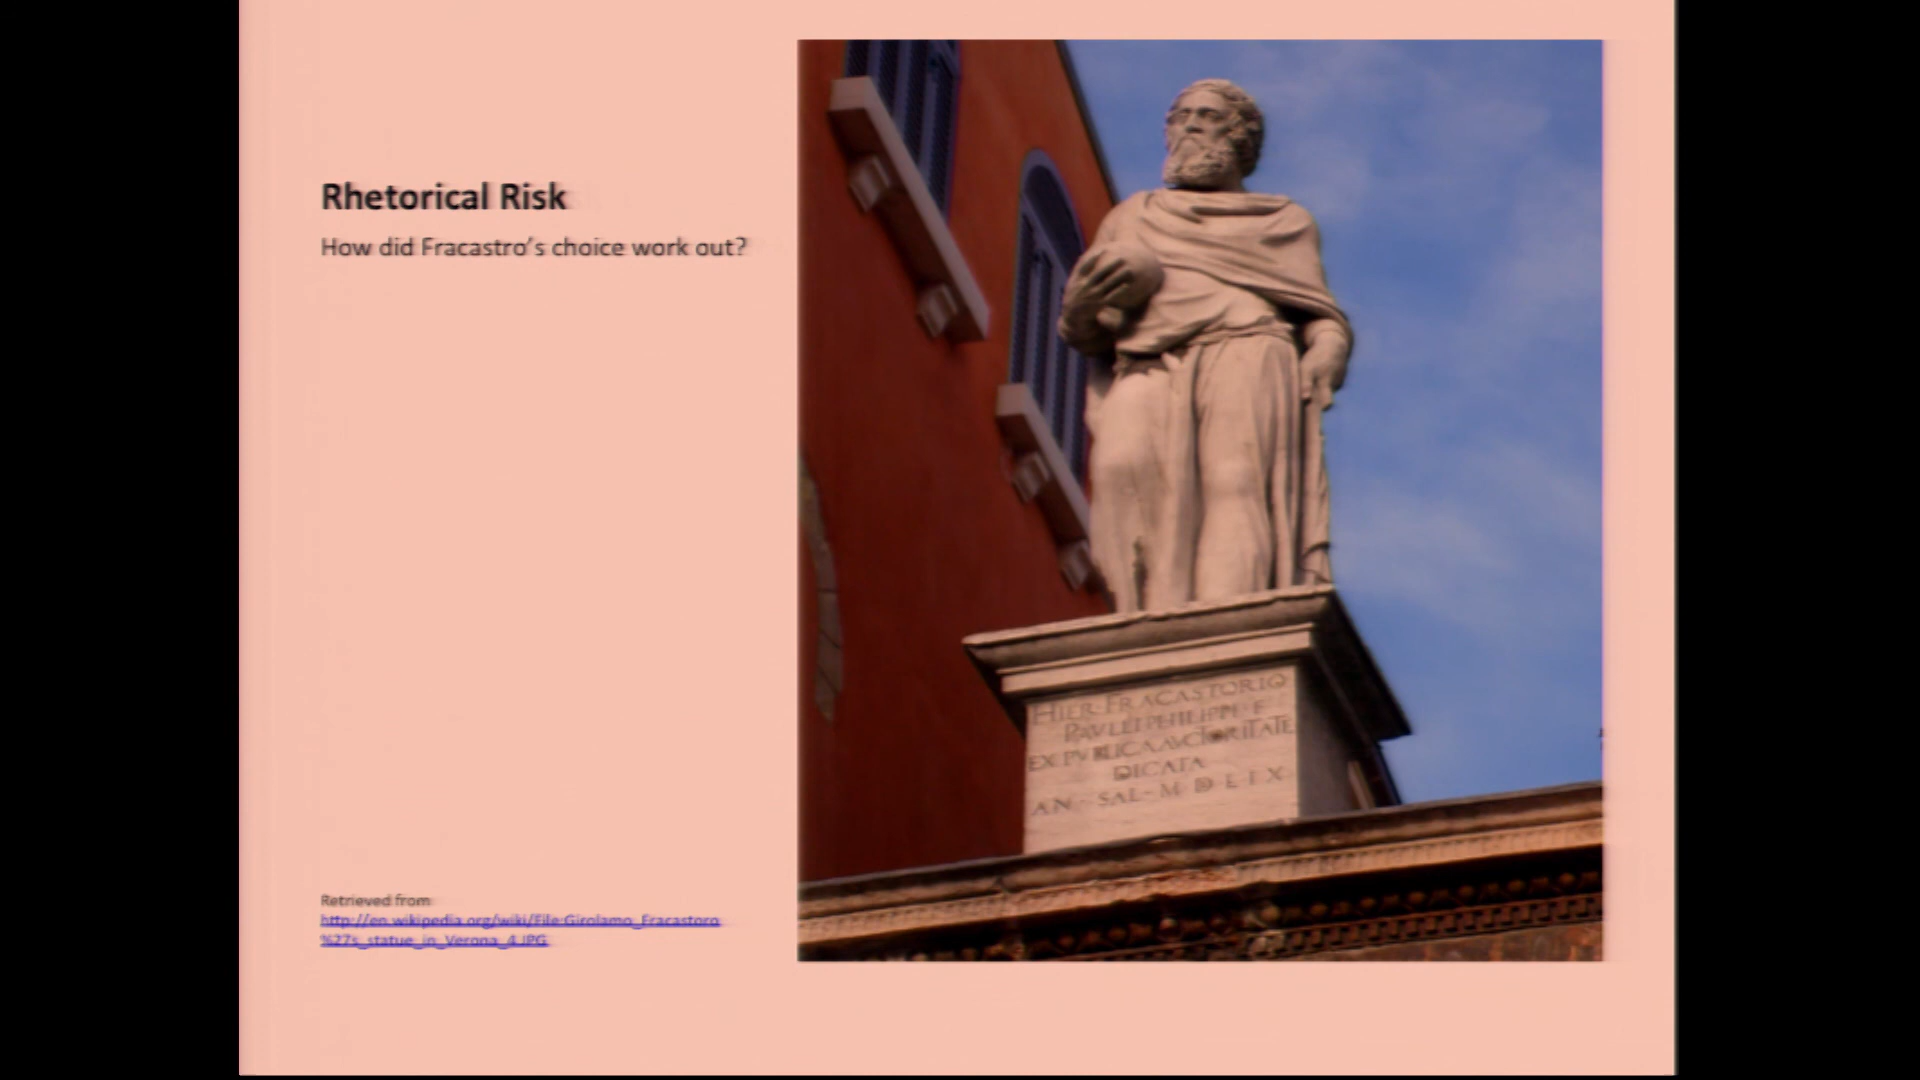 Rhetorical Risk
How did Fracastro's choice work out?
HIER·FRACASTORIO
PAVLLI PHILIPPI·F
EX PVBLICA AVCTORITATE
DICATA
AN·SAL·M D LIX
Retrieved from
http://en.wikipedia.org/wiki/File:Girolamo_Fracastoro
%27s_statue_in_Verona_4.JPG